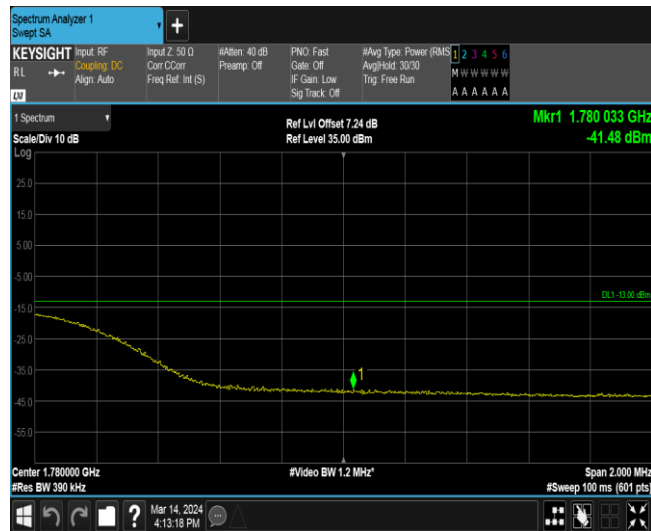 Spectrum Analyzer 1
Swept SA
+
KEYSIGHT
RL
LXI
Input: RF
Coupling: DC
Align: Auto
Input Z: 50 Ω
Corr CCorr
Freq Ref: Int (S)
#Atten: 40 dB
Preamp: Off
PNO: Fast
Gate: Off
IF Gain: Low
Sig Track: Off
#Avg Type: Power (RMS
Avg|Hold: 30/30
Trig: Free Run
1 2 3 4 5 6
M W W W W W
A A A A A A
1 Spectrum
Scale/Div 10 dB
Log
Ref Lvl Offset 7.24 dB
Ref Level 35.00 dBm
Mkr1 1.780 033 GHz
-41.48 dBm
25.0
15.0
5.00
-5.00
DL1 -13.00 dBm
-15.0
-25.0
-35.0
1
-45.0
-55.0
Center 1.780000 GHz
#Res BW 390 kHz
#Video BW 1.2 MHz*
Span 2.000 MHz
#Sweep 100 ms (601 pts)
?
Mar 14, 2024
4:13:18 PM